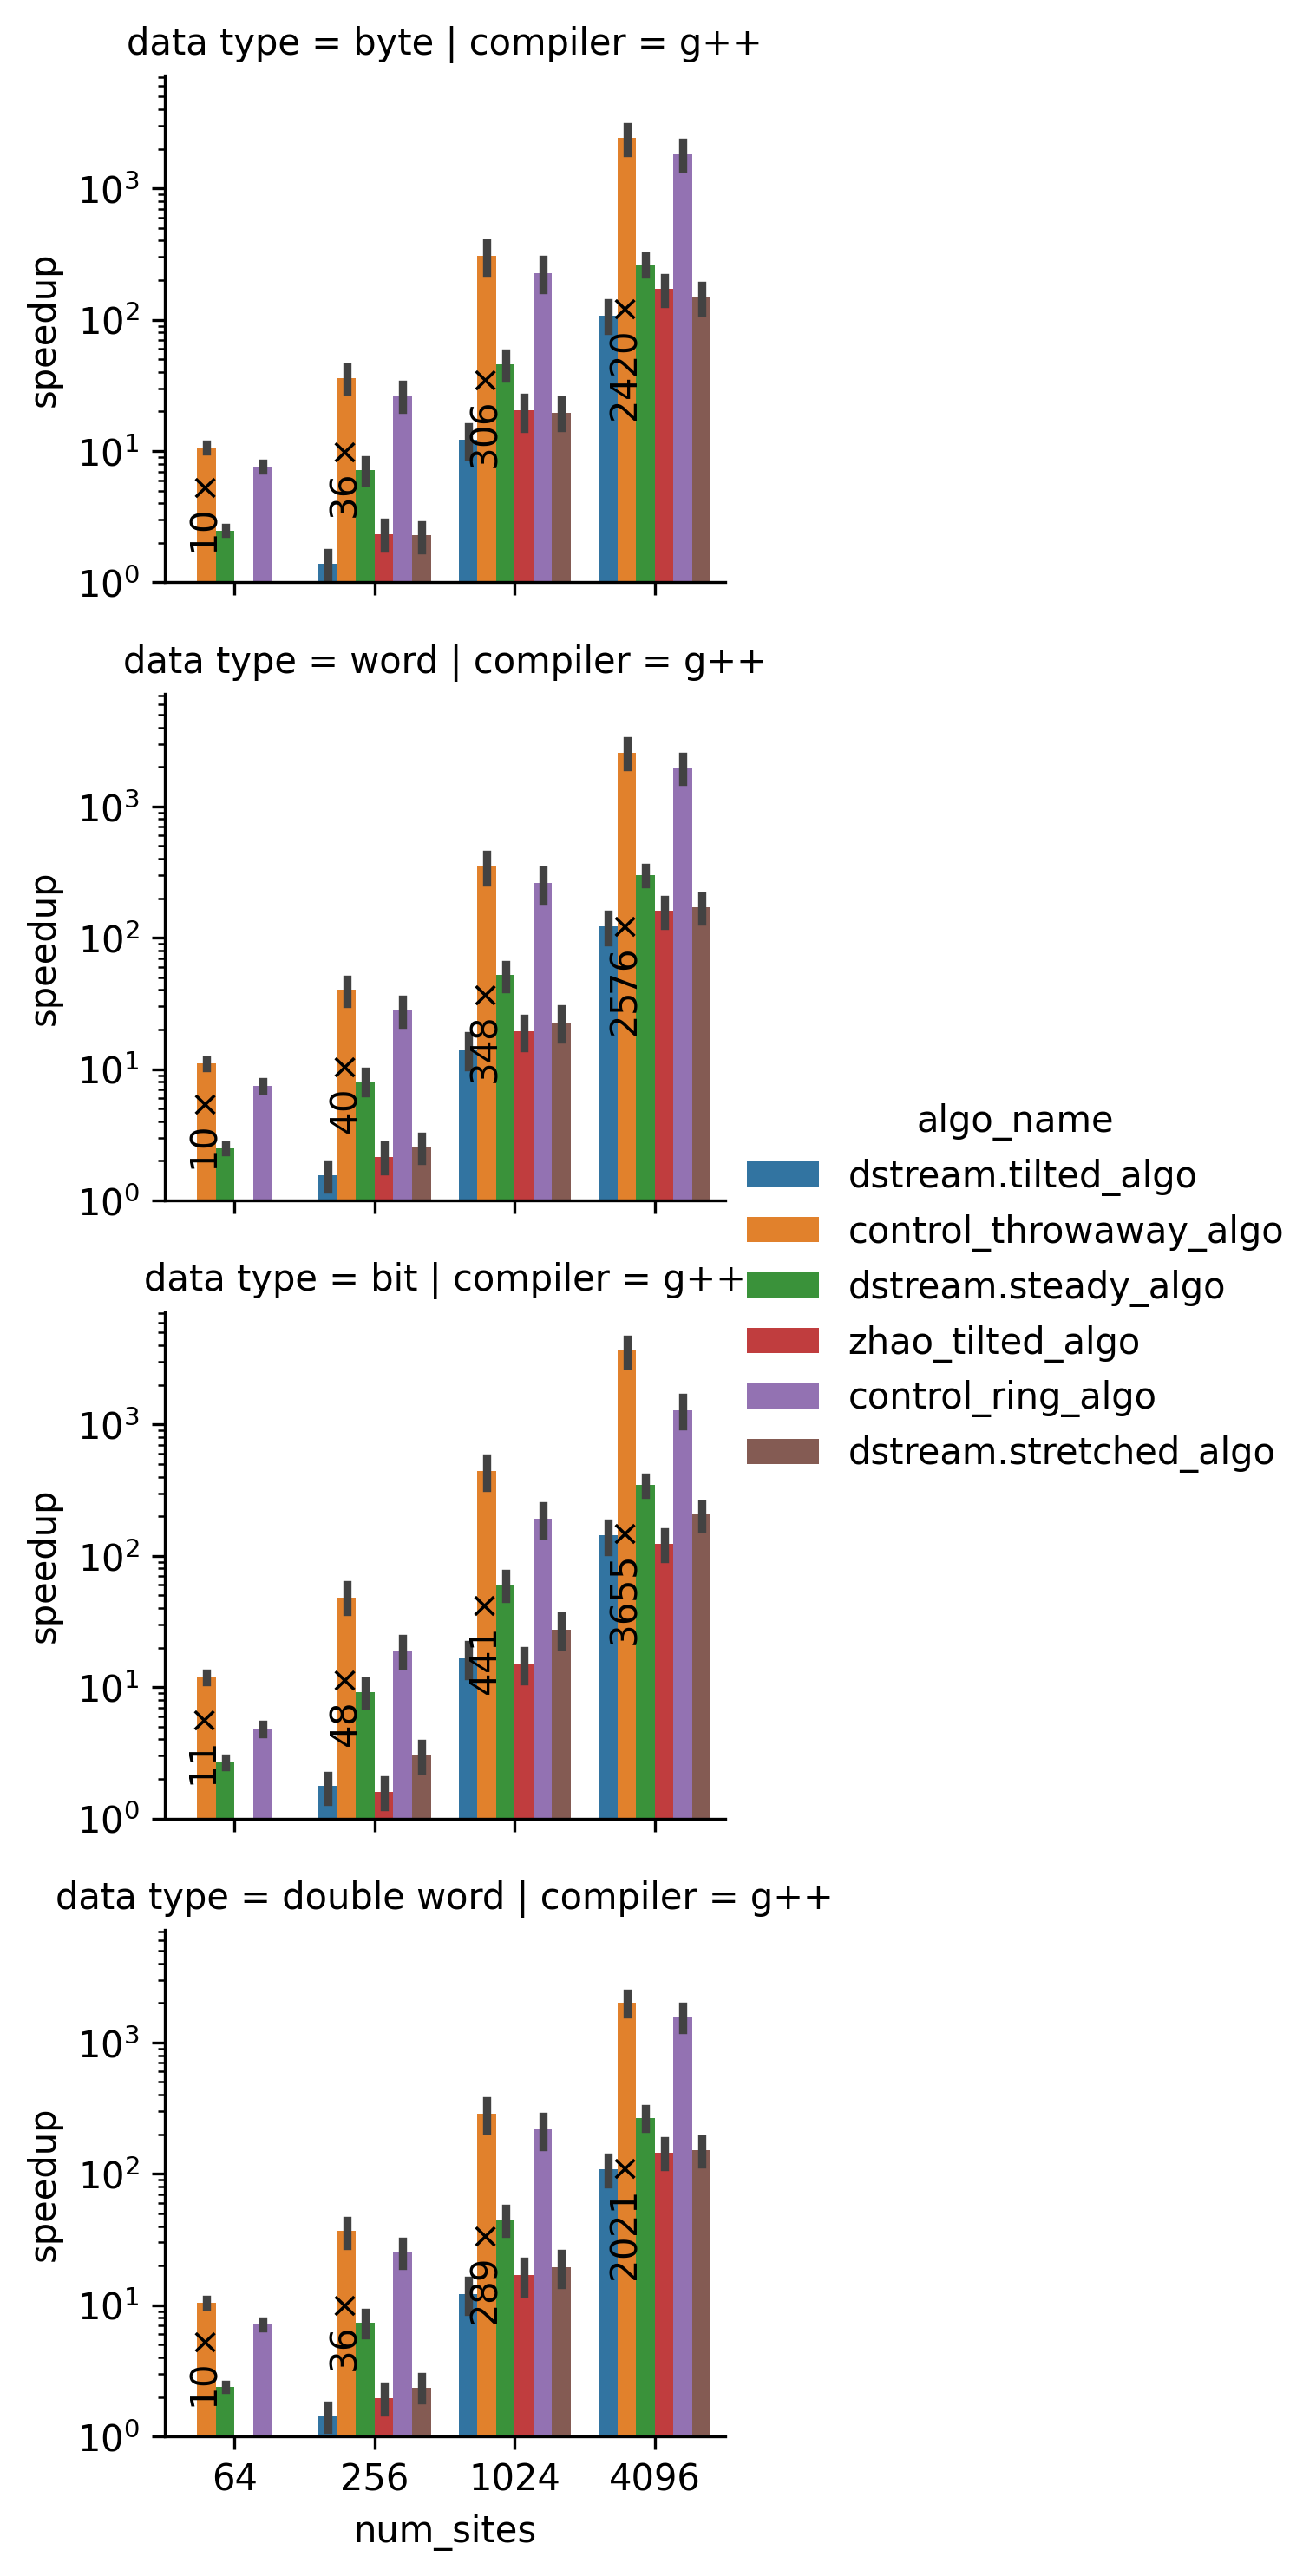 data type = byte | compiler = g++
speedup
10³
10²
10¹
10⁰
10 ×
36 ×
306 ×
2420 ×
data type = word | compiler = g++
speedup
10³
10²
10¹
10⁰
10 ×
40 ×
348 ×
2576 ×
algo_name
dstream.tilted_algo
control_throwaway_algo
dstream.steady_algo
zhao_tilted_algo
control_ring_algo
dstream.stretched_algo
data type = bit | compiler = g++
speedup
10³
10²
10¹
10⁰
11 ×
48 ×
441 ×
3655 ×
data type = double word | compiler = g++
speedup
10³
10²
10¹
10⁰
10 ×
36 ×
289 ×
2021 ×
64 256 1024 4096
num_sites